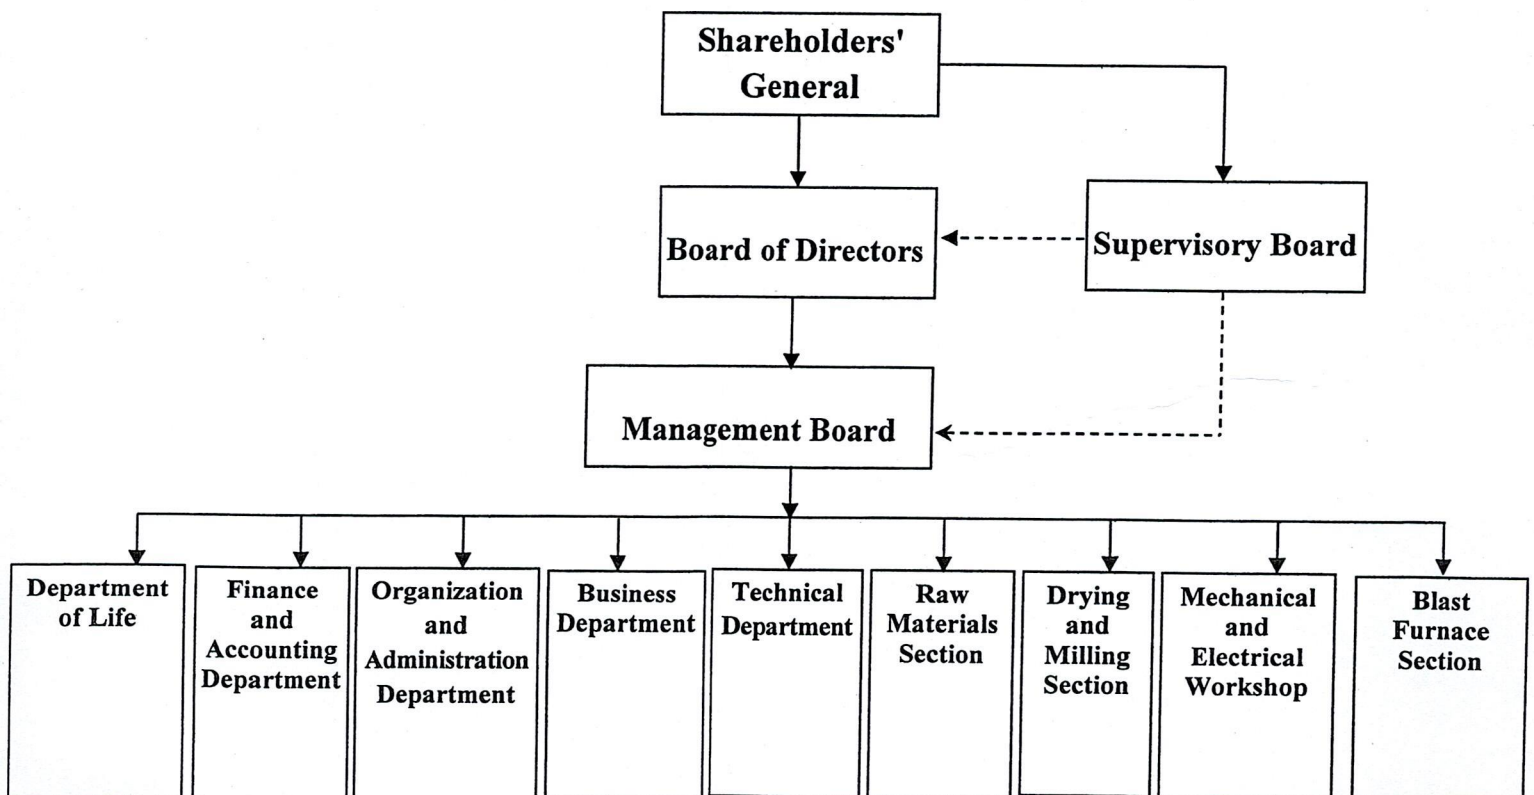 Shareholders'
General
Board of Directors
Supervisory Board
Management Board
Department
of Life
Finance
and
Accounting
Department
Organization
and
Administration
Department
Business
Department
Technical
Department
Raw
Materials
Section
Drying
and
Milling
Section
Mechanical
and
Electrical
Workshop
Blast
Furnace
Section